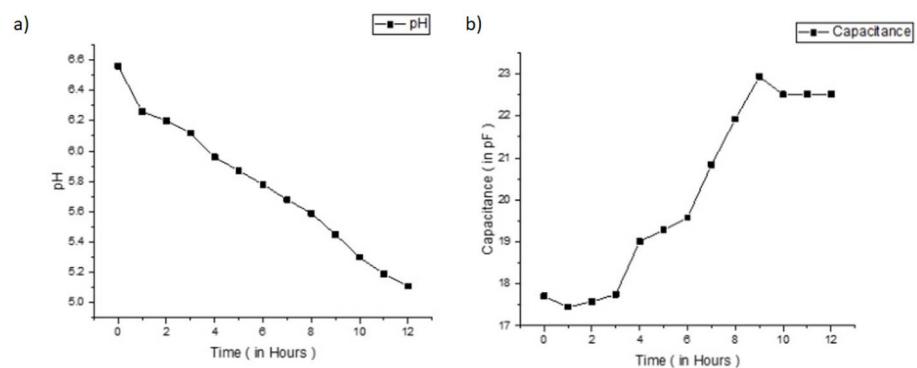 a)
pH
6.6
6.4
6.2
6.0
5.8
5.6
5.4
5.2
5.0
pH
0 2 4 6 8 10 12
Time ( in Hours )
b)
Capacitance
23
22
21
20
19
18
17
Capacitance ( in pF )
0 2 4 6 8 10 12
Time ( in Hours )